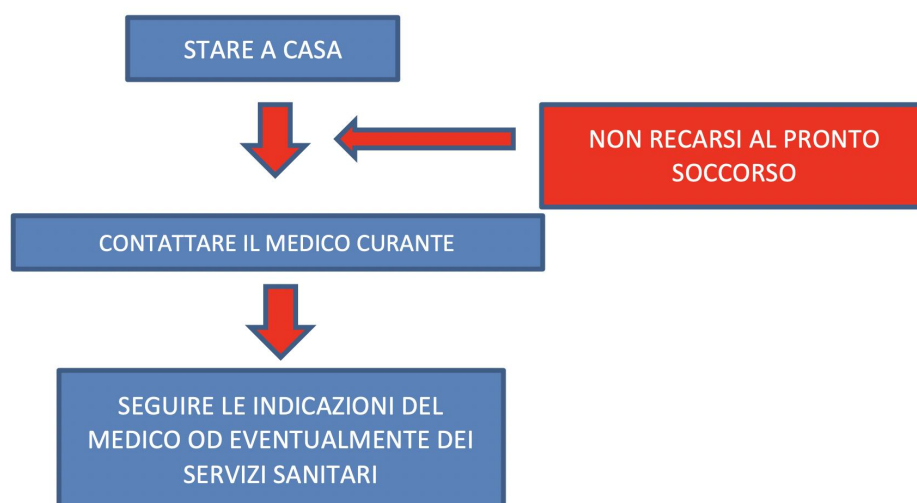 STARE A CASA
NON RECARSI AL PRONTO
SOCCORSO
CONTATTARE IL MEDICO CURANTE
SEGUIRE LE INDICAZIONI DEL
MEDICO OD EVENTUALMENTE DEI
SERVIZI SANITARI